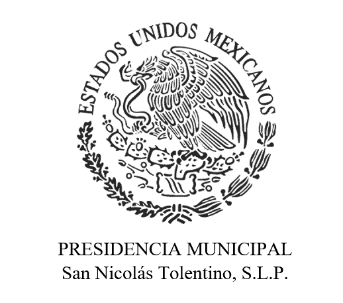 ESTADOS UNIDOS MEXICANOS
PRESIDENCIA MUNICIPAL
San Nicolás Tolentino, S.L.P.